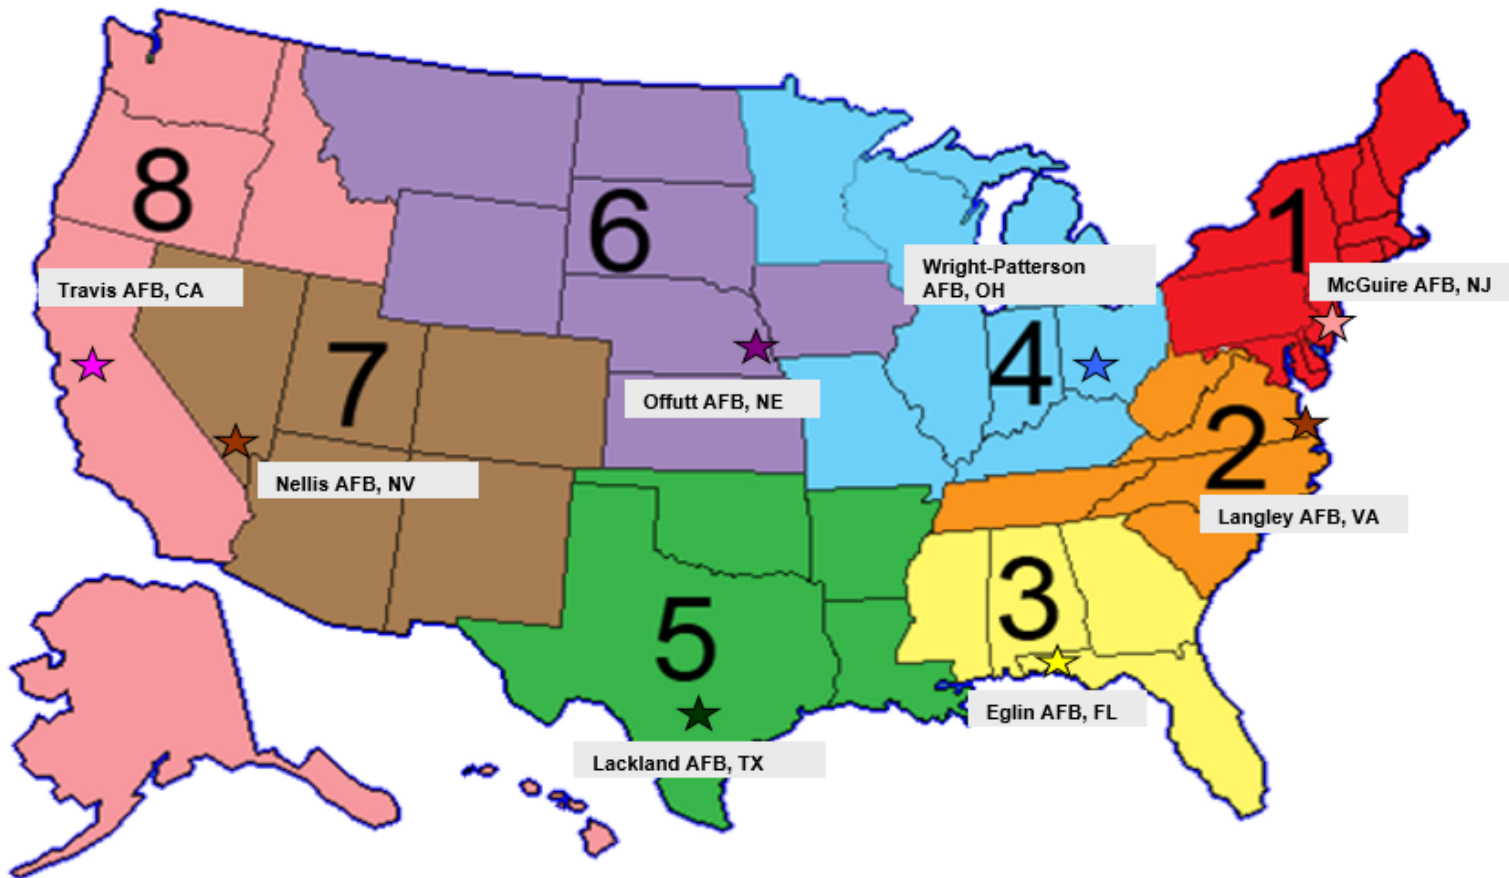 8
6
1
Wright-Patterson
AFB, OH
Travis AFB, CA
McGuire AFB, NJ
7
4
Offutt AFB, NE
2
Nellis AFB, NV
Langley AFB, VA
3
5
Eglin AFB, FL
Lackland AFB, TX